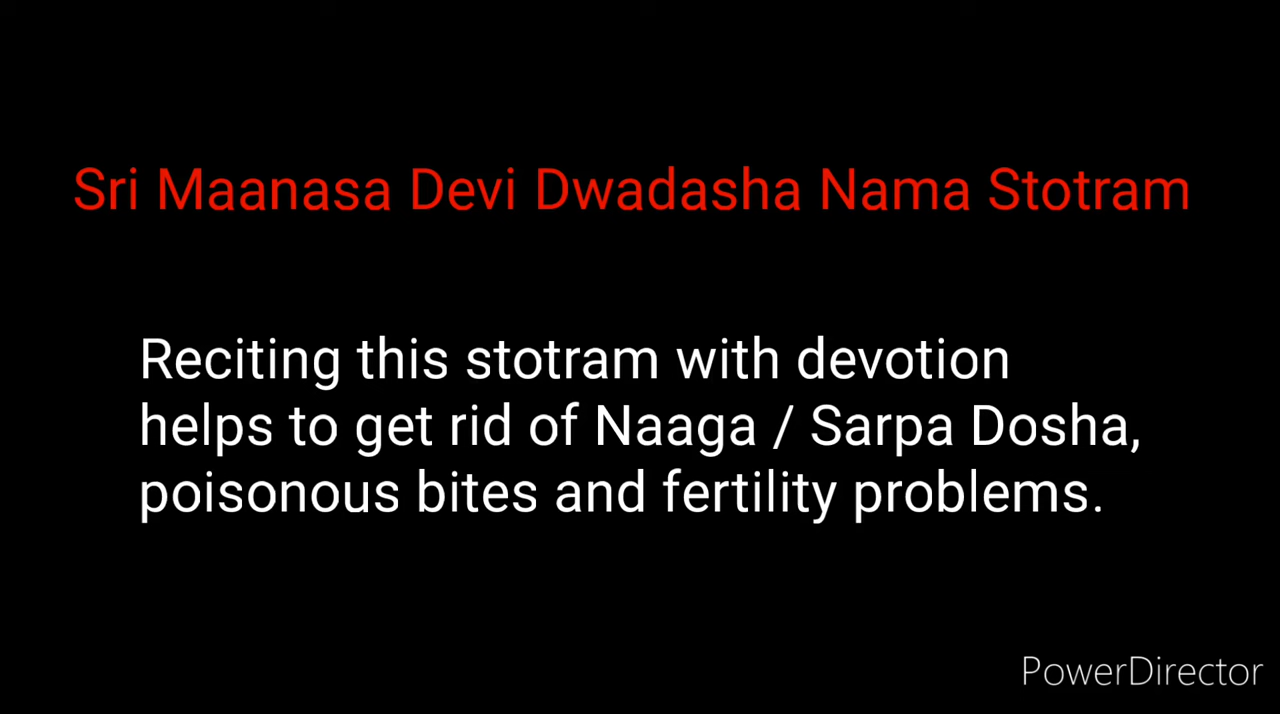 Sri Maanasa Devi Dwadasha Nama Stotram
Reciting this stotram with devotion
helps to get rid of Naaga / Sarpa Dosha,
poisonous bites and fertility problems.
PowerDirector